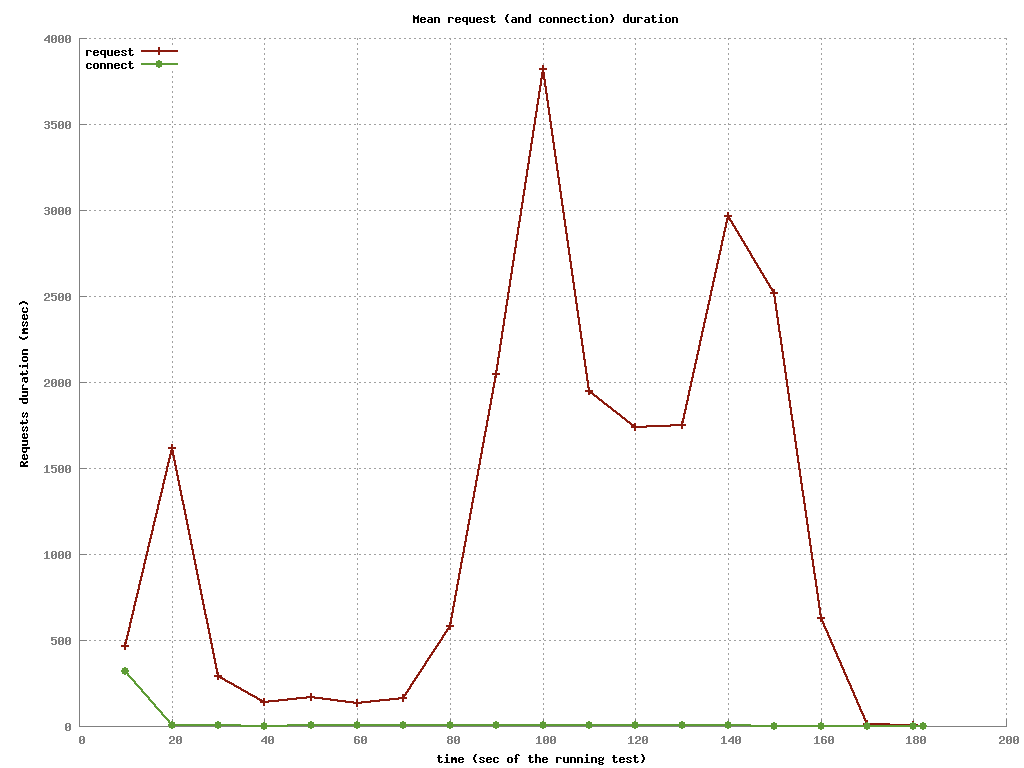 Mean request (and connection) duration
4000
request
connect
3500
3000
2500
2000
1500
1000
500
0
Requests duration (msec)
0 20 40 60 80 100 120 140 160 180 200
time (sec of the running test)